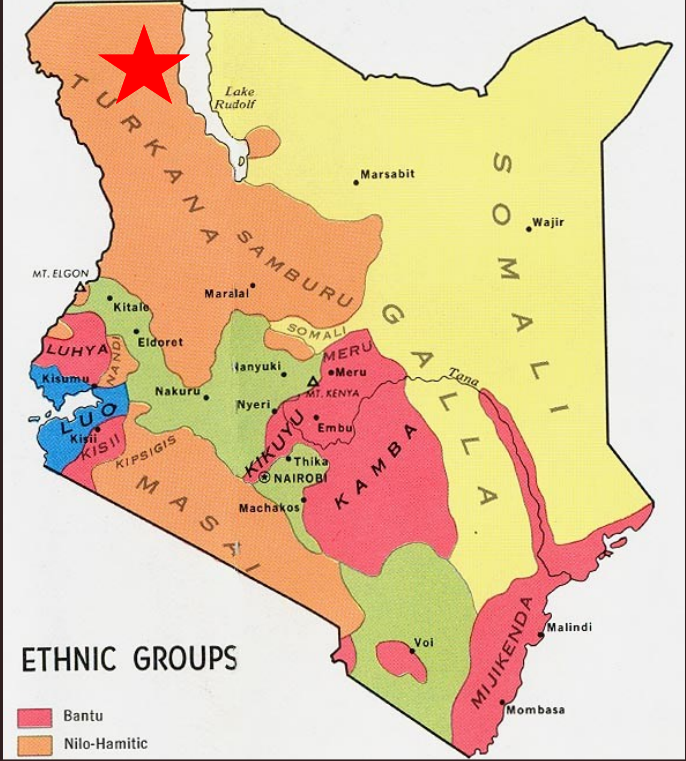 Lake
Rudolf
TURKANA
Marsabit
SOMALI
Wajir
SAMBURU
MT. ELGON
Maralal
Kitale
GALLA
SOMALI
Eldoret
LUHYA
NANDI
MERU
Nanyuki
Meru
Tana
Kisumu
MT. KENYA
Nakuru
Nyeri
LUO
Embu
Kisii
KISII
KIKUYU
KAMBA
KIPSIGIS
Thika
NAIROBI
MASAI
Machakos
MIJIKENDA
Malindi
Voi
ETHNIC GROUPS
Mombasa
Bantu
Nilo-Hamitic